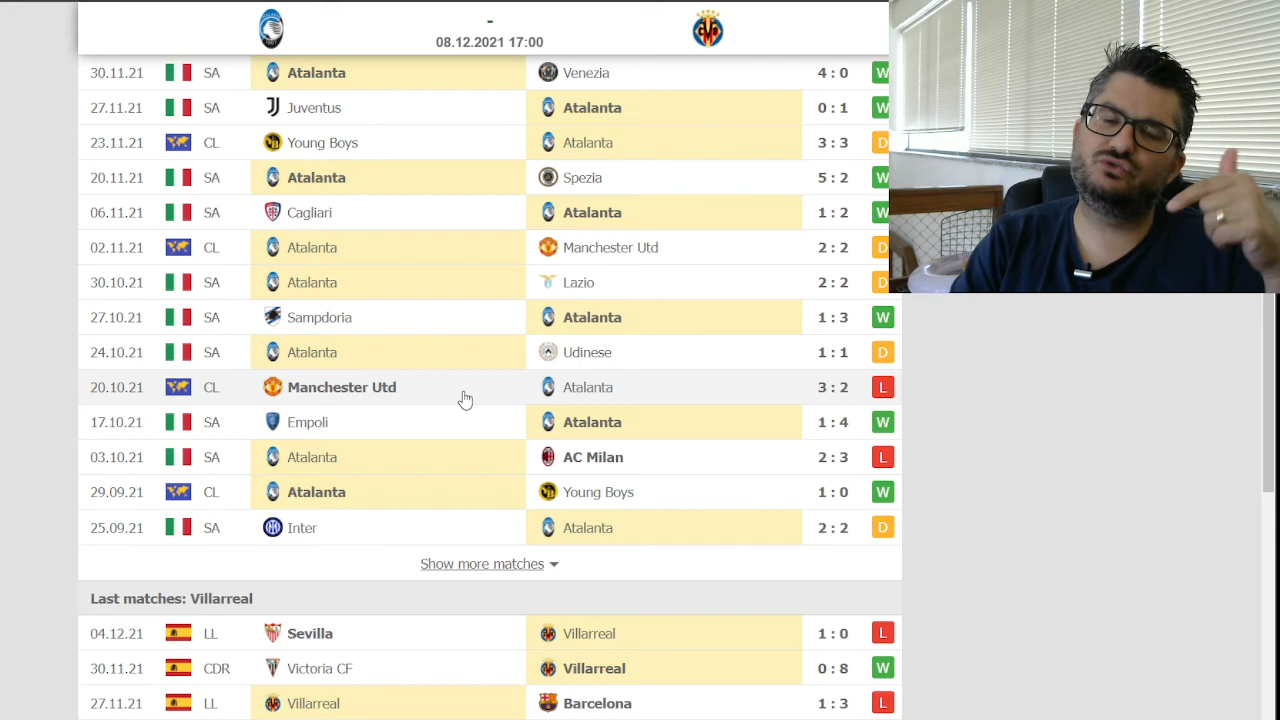 -
08.12.2021 17:00
30.11.21 SA Atalanta Venezia 4 : 0 W
27.11.21 SA Juventus Atalanta 0 : 1 W
23.11.21 CL Young Boys Atalanta 3 : 3 D
20.11.21 SA Atalanta Spezia 5 : 2 W
06.11.21 SA Cagliari Atalanta 1 : 2 W
02.11.21 CL Atalanta Manchester Utd 2 : 2 D
30.10.21 SA Atalanta Lazio 2 : 2 D
27.10.21 SA Sampdoria Atalanta 1 : 3 W
24.10.21 SA Atalanta Udinese 1 : 1 D
20.10.21 CL Manchester Utd Atalanta 3 : 2 L
17.10.21 SA Empoli Atalanta 1 : 4 W
03.10.21 SA Atalanta AC Milan 2 : 3 L
29.09.21 CL Atalanta Young Boys 1 : 0 W
25.09.21 SA Inter Atalanta 2 : 2 D
Show more matches
Last matches: Villarreal
04.12.21 LL Sevilla Villarreal 1 : 0 L
30.11.21 CDR Victoria CF Villarreal 0 : 8 W
27.11.21 LL Villarreal Barcelona 1 : 3 L